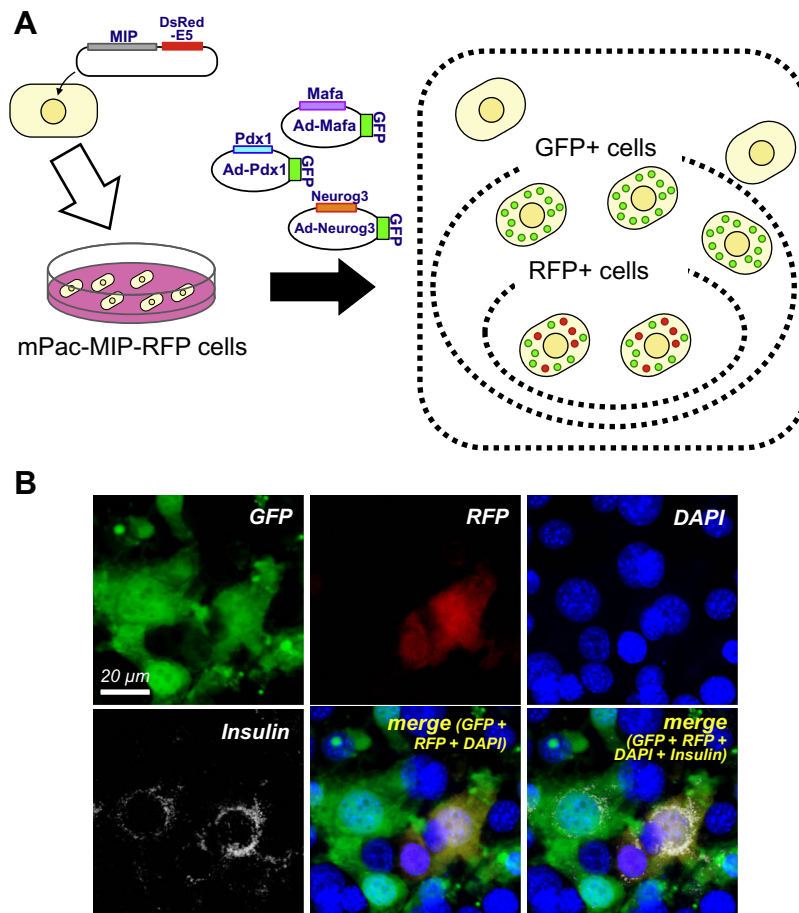 A
MIP
DsRed
-E5
Mafa
Ad-Mafa
GFP
Pdx1
Ad-Pdx1
GFP
Neurog3
Ad-Neurog3
GFP
mPac-MIP-RFP cells
GFP+ cells
RFP+ cells
B
GFP
RFP
DAPI
20 µm
Insulin
merge (GFP +
RFP + DAPI)
merge
(GFP + RFP +
DAPI + Insulin)